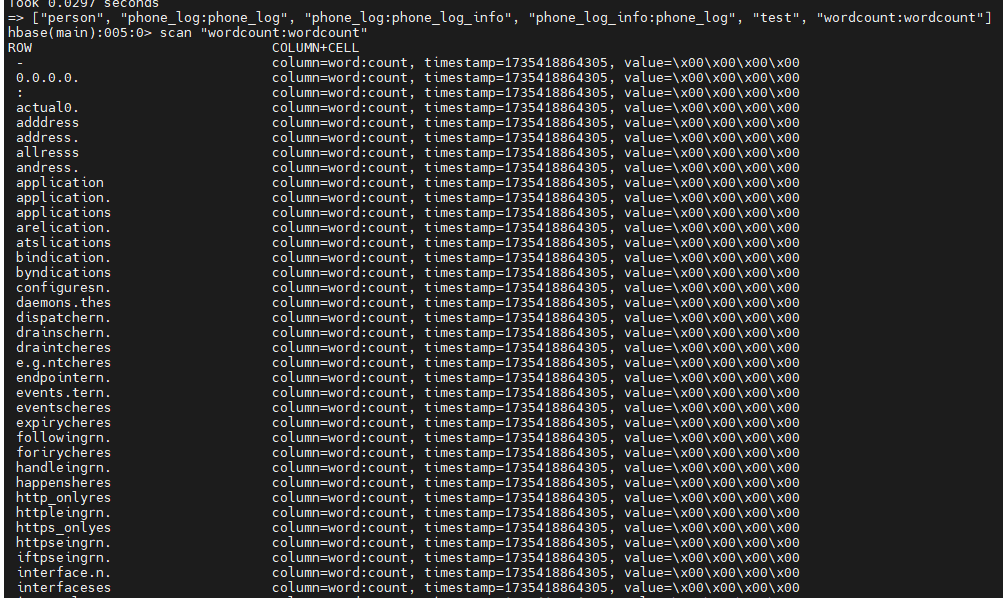 Took 0.0297 seconds
=> ["person", "phone_log:phone_log", "phone_log:phone_log_info", "phone_log_info:phone_log", "test", "wordcount:wordcount"]
hbase(main):005:0> scan "wordcount:wordcount"
ROW COLUMN+CELL
- column=word:count, timestamp=1735418864305, value=\x00\x00\x00\x00
0.0.0.0. column=word:count, timestamp=1735418864305, value=\x00\x00\x00\x00
: column=word:count, timestamp=1735418864305, value=\x00\x00\x00\x00
actual0. column=word:count, timestamp=1735418864305, value=\x00\x00\x00\x00
adddress column=word:count, timestamp=1735418864305, value=\x00\x00\x00\x00
address. column=word:count, timestamp=1735418864305, value=\x00\x00\x00\x00
allresss column=word:count, timestamp=1735418864305, value=\x00\x00\x00\x00
andress. column=word:count, timestamp=1735418864305, value=\x00\x00\x00\x00
application column=word:count, timestamp=1735418864305, value=\x00\x00\x00\x00
application. column=word:count, timestamp=1735418864305, value=\x00\x00\x00\x00
applications column=word:count, timestamp=1735418864305, value=\x00\x00\x00\x00
arelication. column=word:count, timestamp=1735418864305, value=\x00\x00\x00\x00
atslications column=word:count, timestamp=1735418864305, value=\x00\x00\x00\x00
bindication. column=word:count, timestamp=1735418864305, value=\x00\x00\x00\x00
byndications column=word:count, timestamp=1735418864305, value=\x00\x00\x00\x00
configuresn. column=word:count, timestamp=1735418864305, value=\x00\x00\x00\x00
daemons.thes column=word:count, timestamp=1735418864305, value=\x00\x00\x00\x00
dispatchern. column=word:count, timestamp=1735418864305, value=\x00\x00\x00\x00
drainschern. column=word:count, timestamp=1735418864305, value=\x00\x00\x00\x00
draintcheres column=word:count, timestamp=1735418864305, value=\x00\x00\x00\x00
e.g.ntcheres column=word:count, timestamp=1735418864305, value=\x00\x00\x00\x00
endpointern. column=word:count, timestamp=1735418864305, value=\x00\x00\x00\x00
events.tern. column=word:count, timestamp=1735418864305, value=\x00\x00\x00\x00
eventscheres column=word:count, timestamp=1735418864305, value=\x00\x00\x00\x00
expirycheres column=word:count, timestamp=1735418864305, value=\x00\x00\x00\x00
followingrn. column=word:count, timestamp=1735418864305, value=\x00\x00\x00\x00
forirycheres column=word:count, timestamp=1735418864305, value=\x00\x00\x00\x00
handleingrn. column=word:count, timestamp=1735418864305, value=\x00\x00\x00\x00
happensheres column=word:count, timestamp=1735418864305, value=\x00\x00\x00\x00
http_onlyres column=word:count, timestamp=1735418864305, value=\x00\x00\x00\x00
httpleingrn. column=word:count, timestamp=1735418864305, value=\x00\x00\x00\x00
https_onlyes column=word:count, timestamp=1735418864305, value=\x00\x00\x00\x00
httpseingrn. column=word:count, timestamp=1735418864305, value=\x00\x00\x00\x00
iftpseingrn. column=word:count, timestamp=1735418864305, value=\x00\x00\x00\x00
interface.n. column=word:count, timestamp=1735418864305, value=\x00\x00\x00\x00
interfaceses column=word:count, timestamp=1735418864305, value=\x00\x00\x00\x00